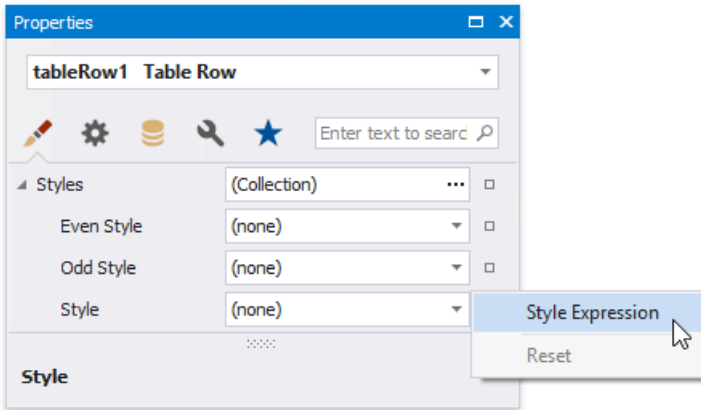 Properties
tableRow1 Table Row
Enter text to searc
Styles (Collection) ...
Even Style (none)
Odd Style (none)
Style (none)
Style Expression
Reset
Style